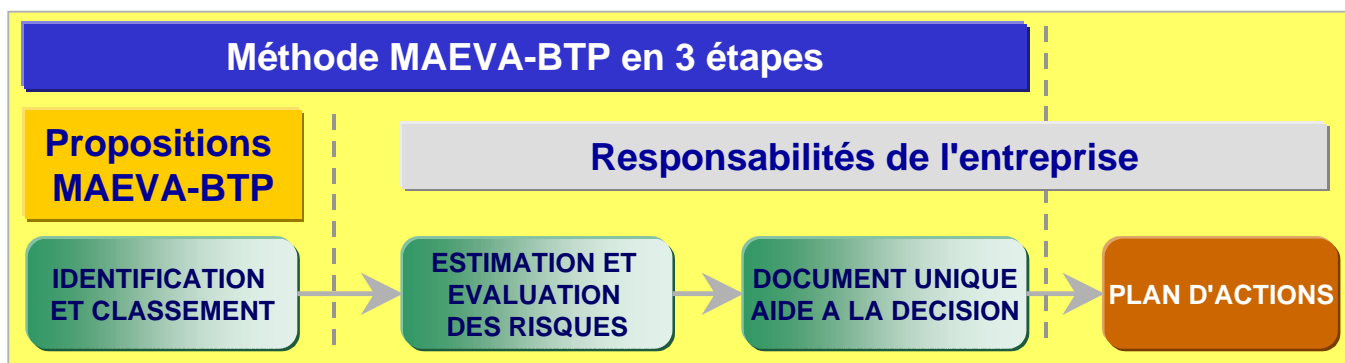 Méthode MAEVA-BTP en 3 étapes
Propositions
MAEVA-BTP
Responsabilités de l'entreprise
IDENTIFICATION
ET CLASSEMENT
ESTIMATION ET
EVALUATION
DES RISQUES
DOCUMENT UNIQUE
AIDE A LA DECISION
PLAN D'ACTIONS